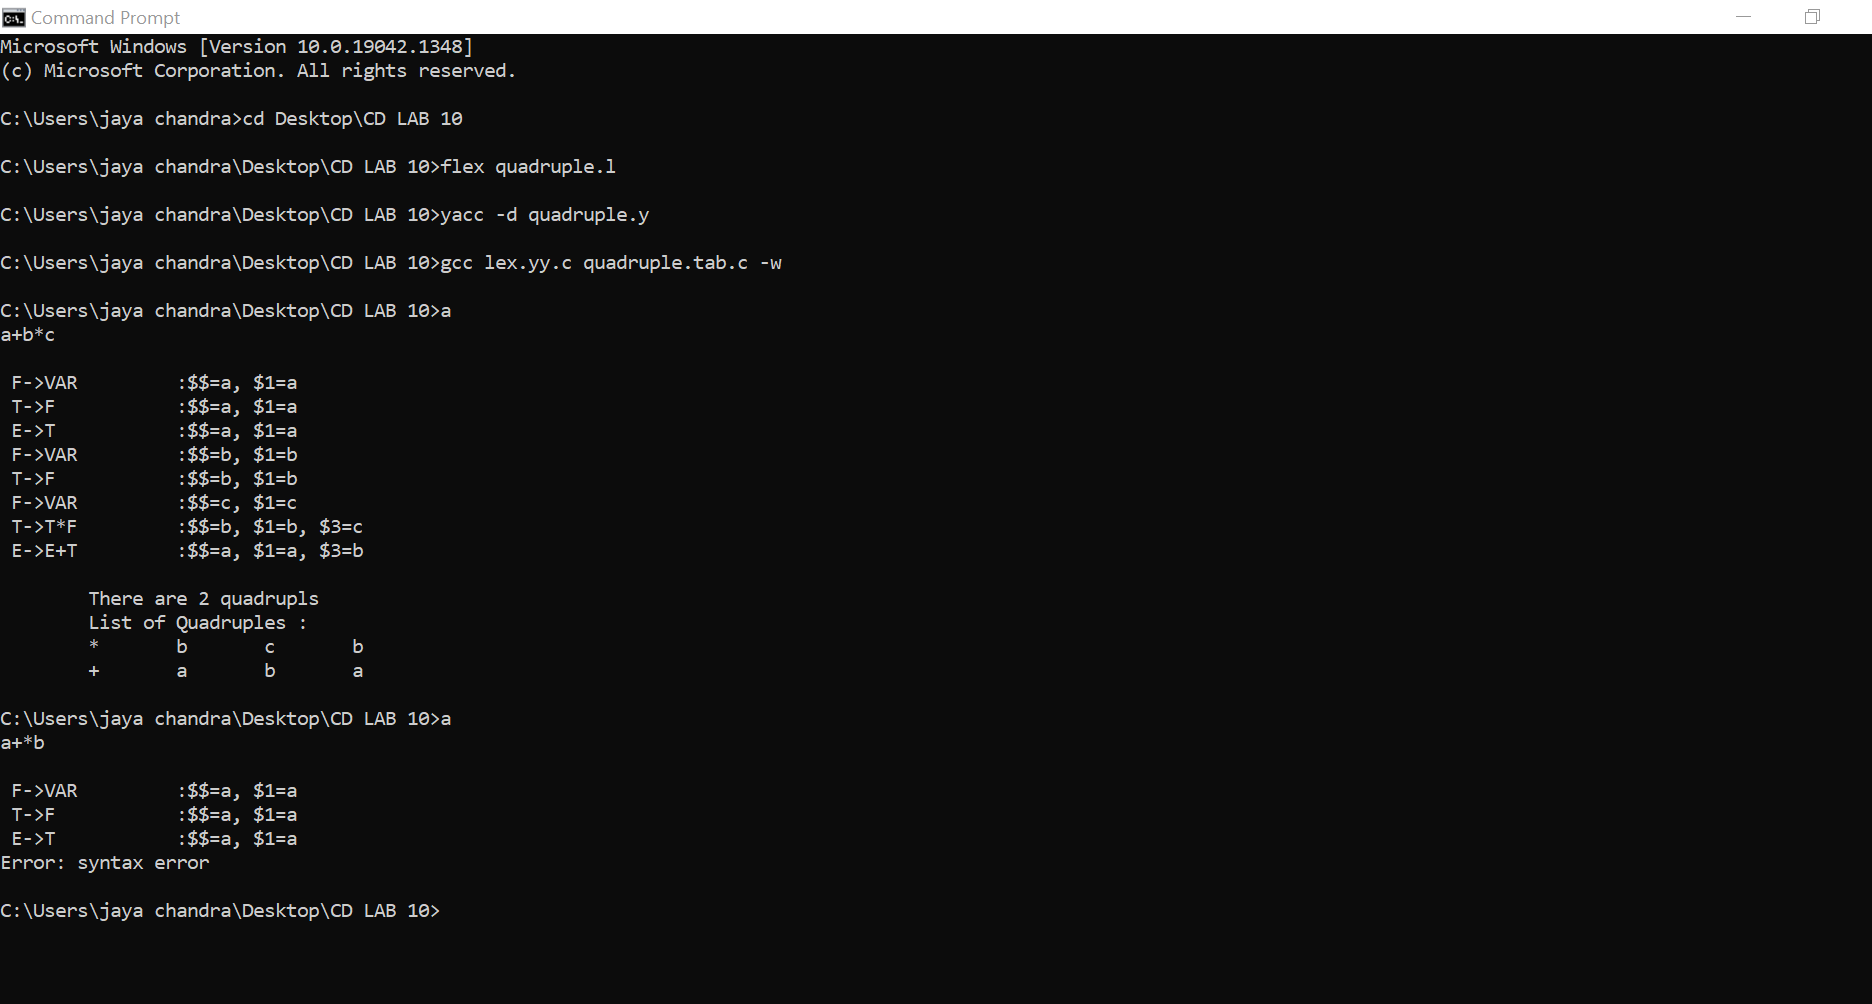 Command Prompt
Microsoft Windows [Version 10.0.19042.1348]
(c) Microsoft Corporation. All rights reserved.
C:\Users\jaya chandra>cd Desktop\CD LAB 10
C:\Users\jaya chandra\Desktop\CD LAB 10>flex quadruple.l
C:\Users\jaya chandra\Desktop\CD LAB 10>yacc -d quadruple.y
C:\Users\jaya chandra\Desktop\CD LAB 10>gcc lex.yy.c quadruple.tab.c -w
C:\Users\jaya chandra\Desktop\CD LAB 10>a
a+b*c
F->VAR :$$=a, $1=a
T->F :$$=a, $1=a
E->T :$$=a, $1=a
F->VAR :$$=b, $1=b
T->F :$$=b, $1=b
F->VAR :$$=c, $1=c
T->T*F :$$=b, $1=b, $3=c
E->E+T :$$=a, $1=a, $3=b
There are 2 quadrupls
List of Quadruples :
* b c b
+ a b a
C:\Users\jaya chandra\Desktop\CD LAB 10>a
a+*b
F->VAR :$$=a, $1=a
T->F :$$=a, $1=a
E->T :$$=a, $1=a
Error: syntax error
C:\Users\jaya chandra\Desktop\CD LAB 10>